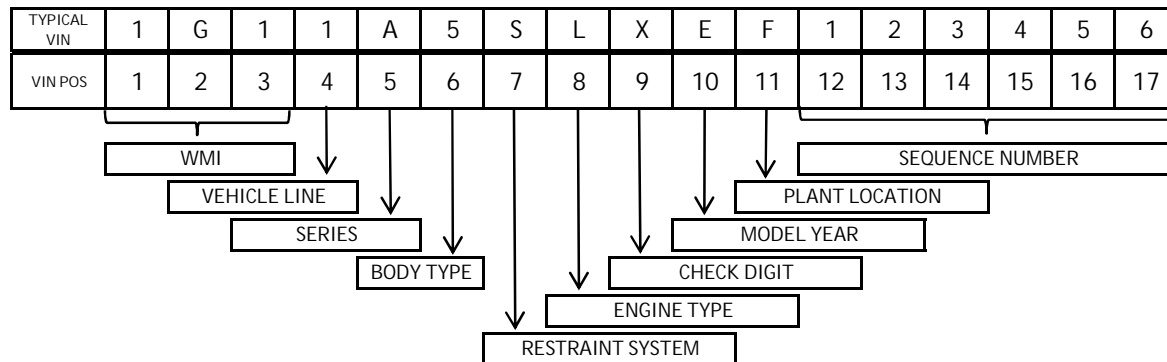 TYPICAL VIN 1 G 1 1 A 5 S L X E F 1 2 3 4 5 6
VIN POS 1 2 3 4 5 6 7 8 9 10 11 12 13 14 15 16 17
WMI SEQUENCE NUMBER
VEHICLE LINE PLANT LOCATION
SERIES MODEL YEAR
BODY TYPE CHECK DIGIT
ENGINE TYPE
RESTRAINT SYSTEM